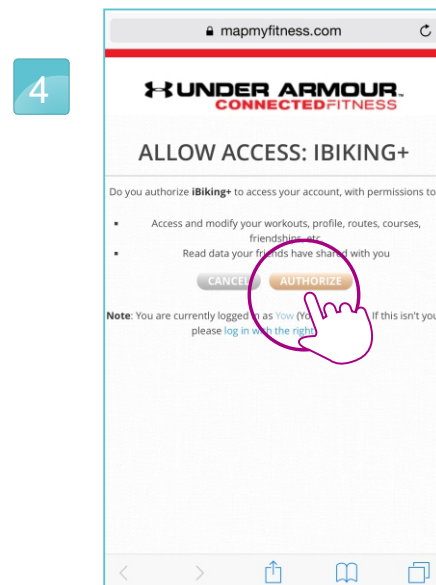 4
mapmyfitness.com
UNDER ARMOUR
CONNECTEDFITNESS
ALLOW ACCESS: IBIKING+
Do you authorize iBiking+ to access your account, with permissions to
▪ Access and modify your workouts, profile, routes, courses,
friendships, etc.
▪ Read data your friends have shared with you
CANCEL AUTHORIZE
Note: You are currently logged in as Yow If this isn't you
please log in with the right